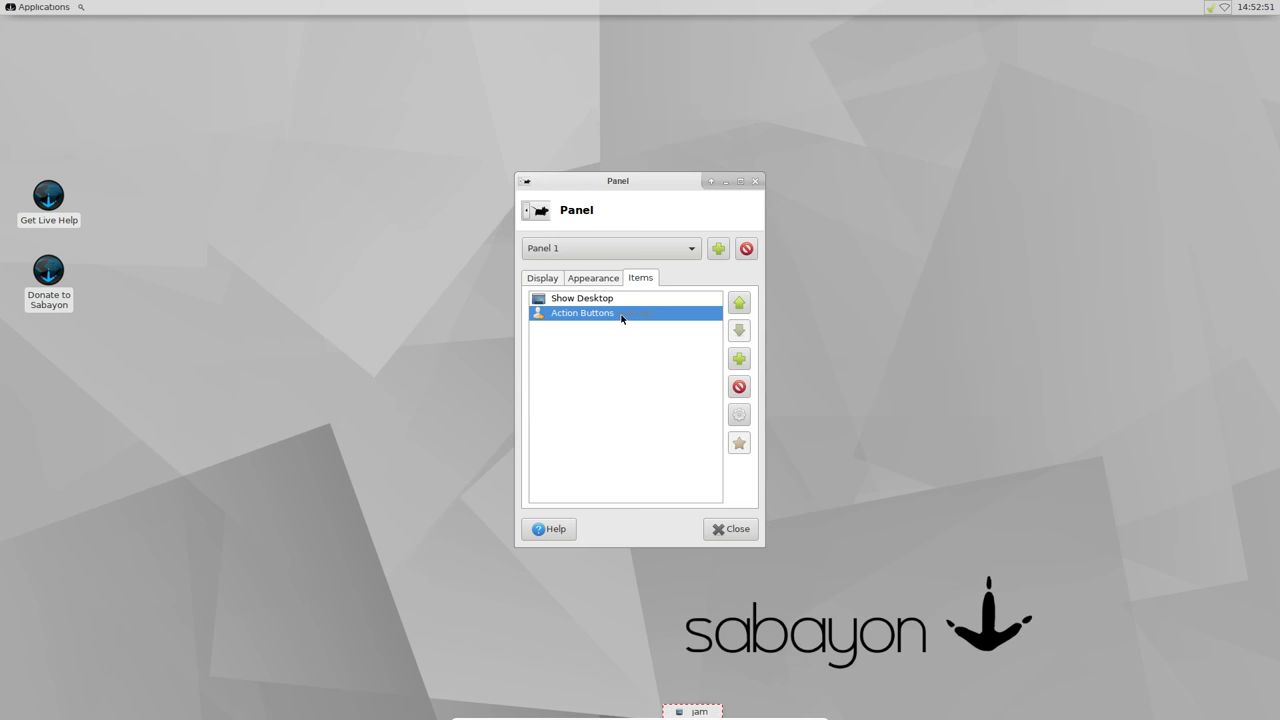 Applications
14:52:51
Get Live Help
Donate to
Sabayon
Panel
Panel
Panel 1
Display
Appearance
Items
Show Desktop
Action Buttons
Help
Close
sabayon
jam